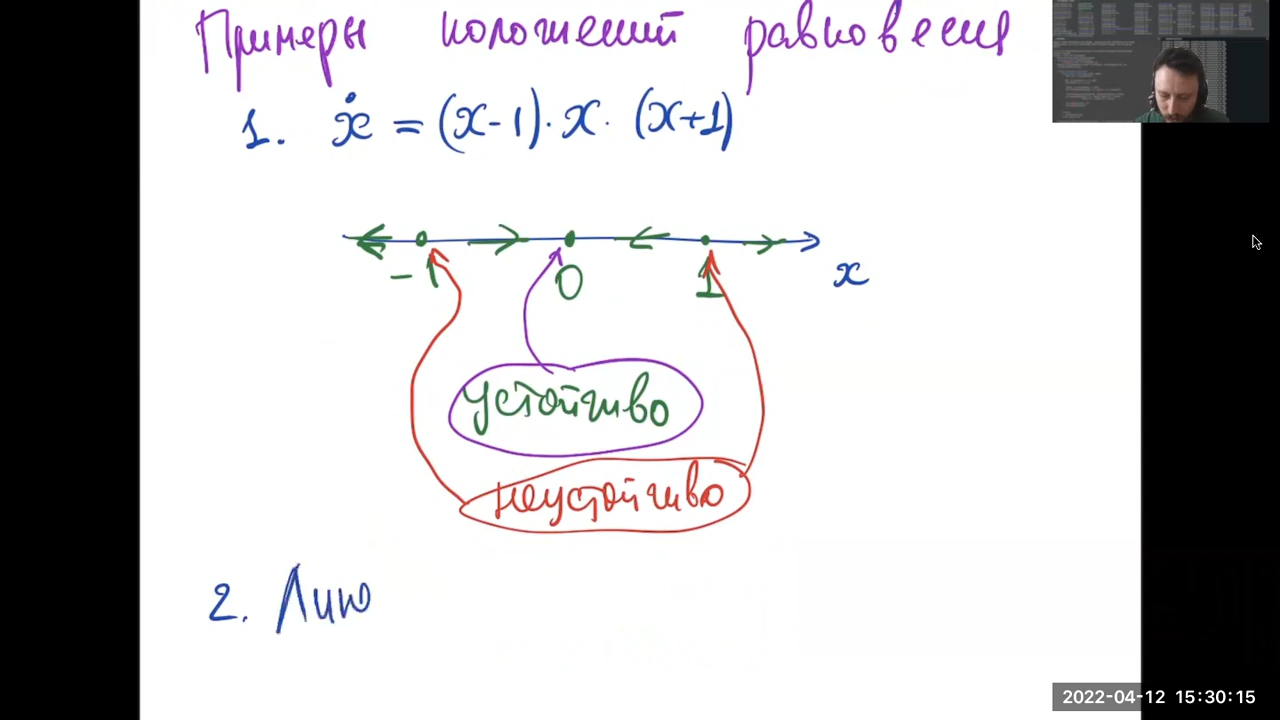 Примеры положений равновесия
1. ẋ = (x-1)·x·(x+1)
-1 0 1 x
устойчиво
неустойчиво
2. Лин
2022-04-12 15:30:15